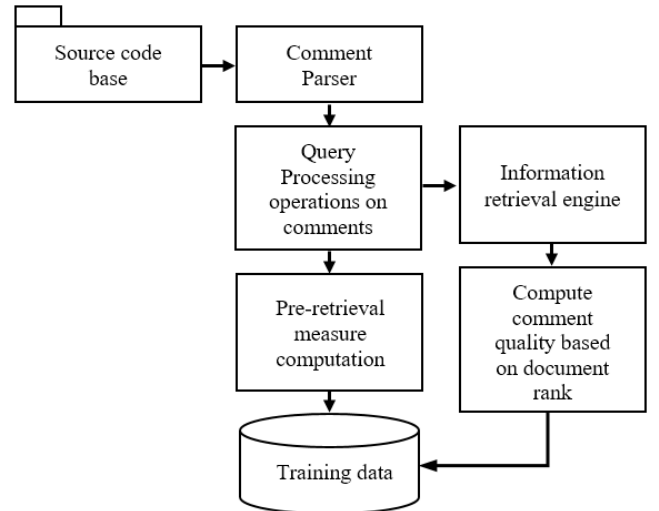 Source code
base
Comment
Parser
Query
Processing
operations on
comments
Information
retrieval engine
Pre-retrieval
measure
computation
Compute
comment
quality based
on document
rank
Training data